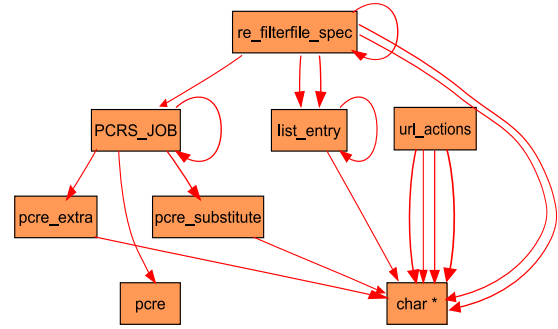 re_filterfile_spec
PCRS_JOB
list_entry
url_actions
pcre_extra
pcre_substitute
pcre
char *